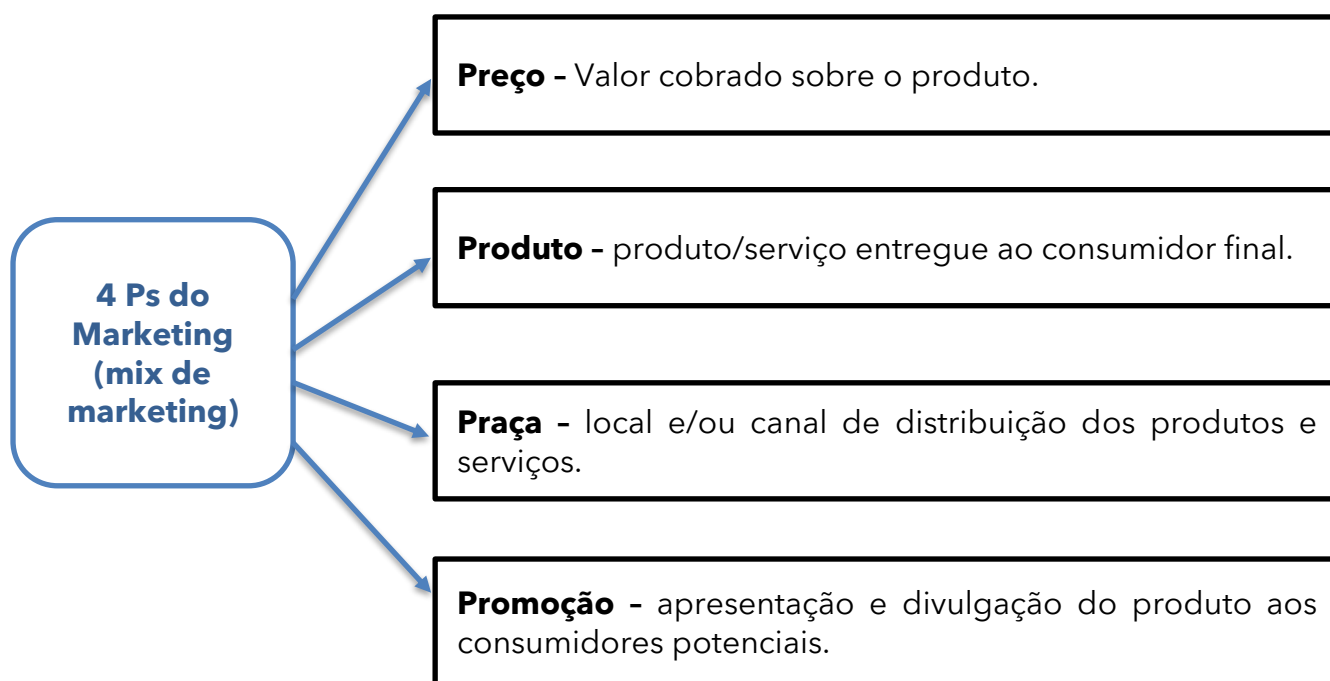 Preço – Valor cobrado sobre o produto.
Produto – produto/serviço entregue ao consumidor final.
4 Ps do
Marketing
(mix de
marketing)
Praça – local e/ou canal de distribuição dos produtos e
serviços.
Promoção – apresentação e divulgação do produto aos
consumidores potenciais.